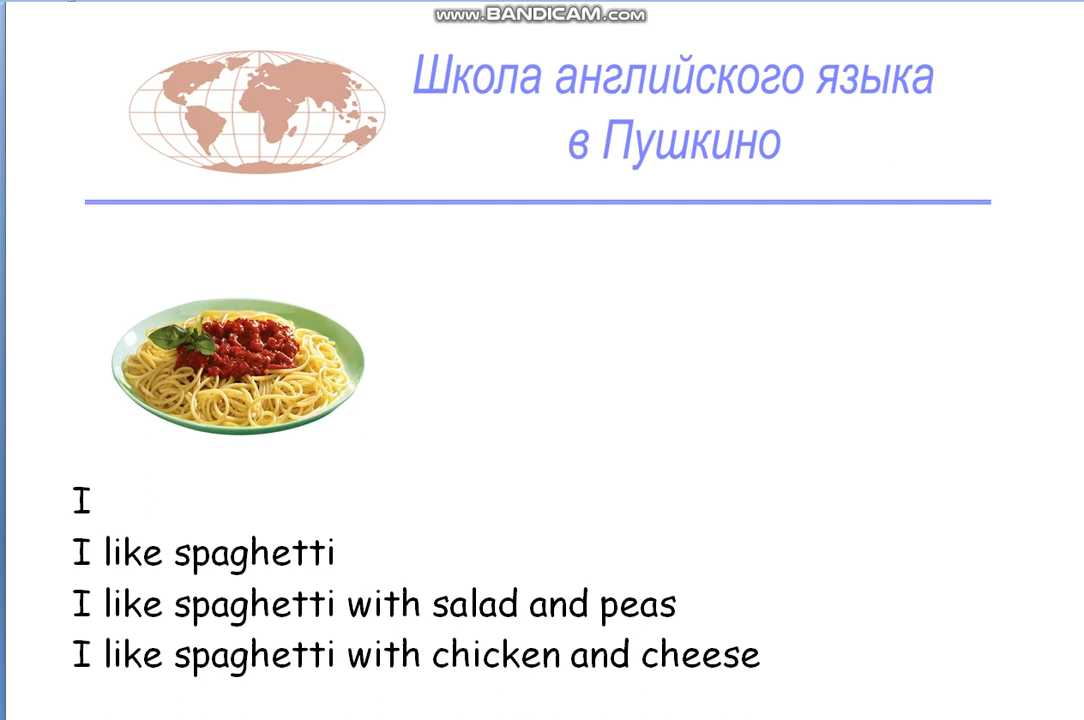 www.BANDICAM.com
Школа английского языка
в Пушкино
I
I like spaghetti
I like spaghetti with salad and peas
I like spaghetti with chicken and cheese